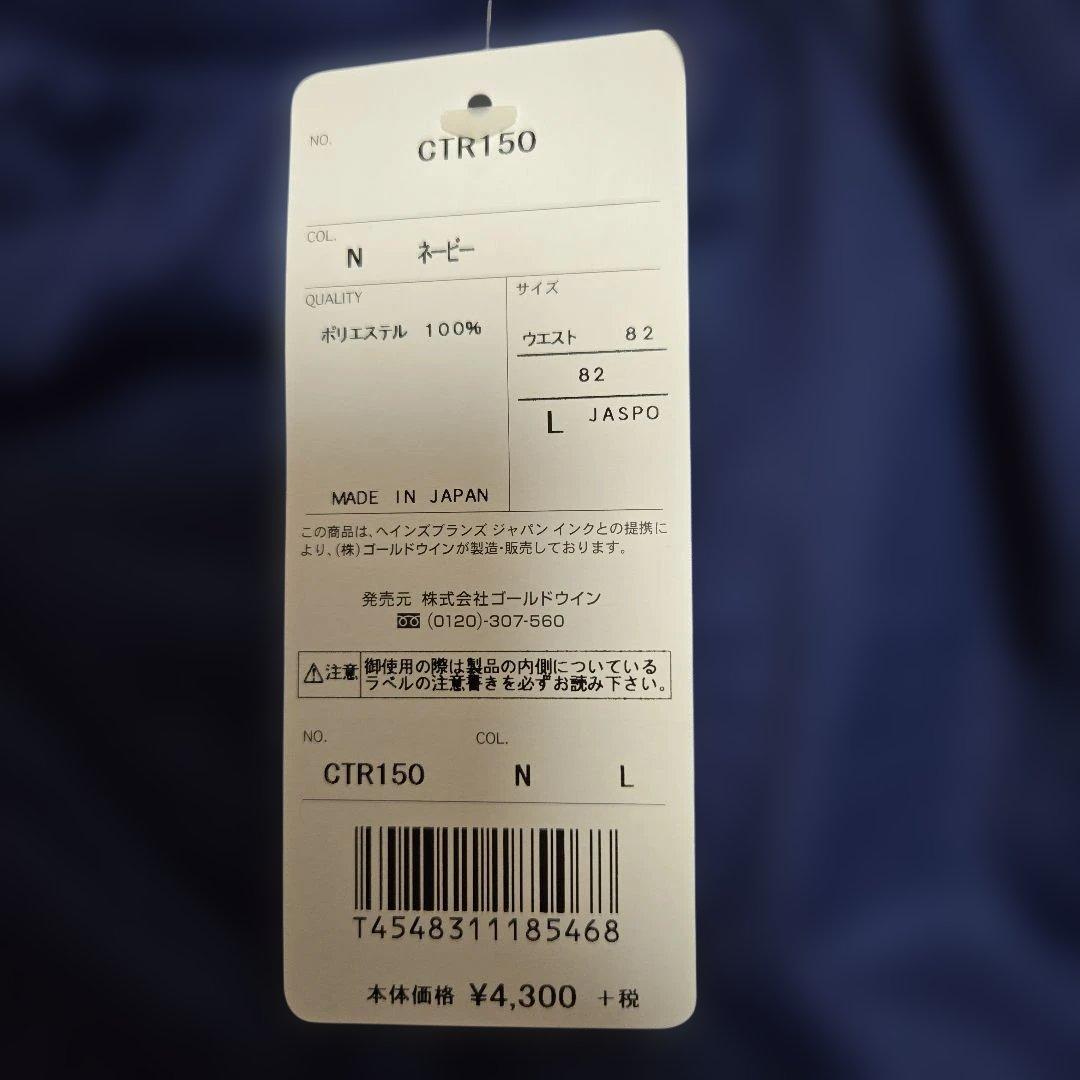 NO.
CTR150
COL.
N ネービー
QUALITY
ポリエステル 100%
MADE IN JAPAN
サイズ
ウエスト 82
82
L JASPO
この商品は、ヘインズブランズ ジャパン インクとの提携に
より、(株)ゴールドウインが製造・販売しております。
発売元 株式会社ゴールドウイン
(0120)-307-560
注意 御使用の際は製品の内側についている
ラベルの注意書きを必ずお読み下さい。
NO. COL.
CTR150 N L
T4548311185468
本体価格 ¥4,300 +税